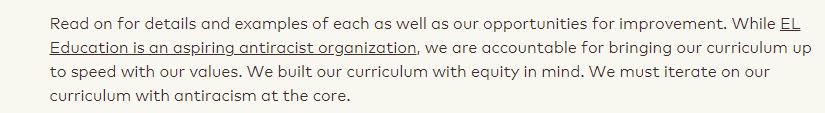 Read on for details and examples of each as well as our opportunities for improvement. While EL
Education is an aspiring antiracist organization, we are accountable for bringing our curriculum up
to speed with our values. We built our curriculum with equity in mind. We must iterate on our
curriculum with antiracism at the core.